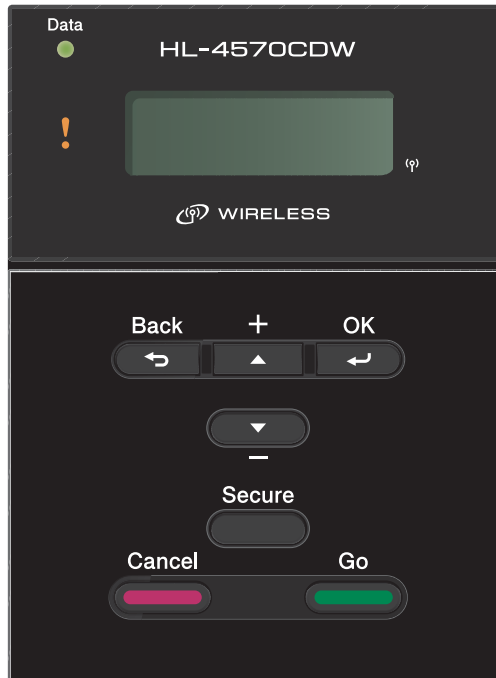 Data
HL-4570CDW
!
WIRELESS
Back + OK
−
Secure
Cancel Go